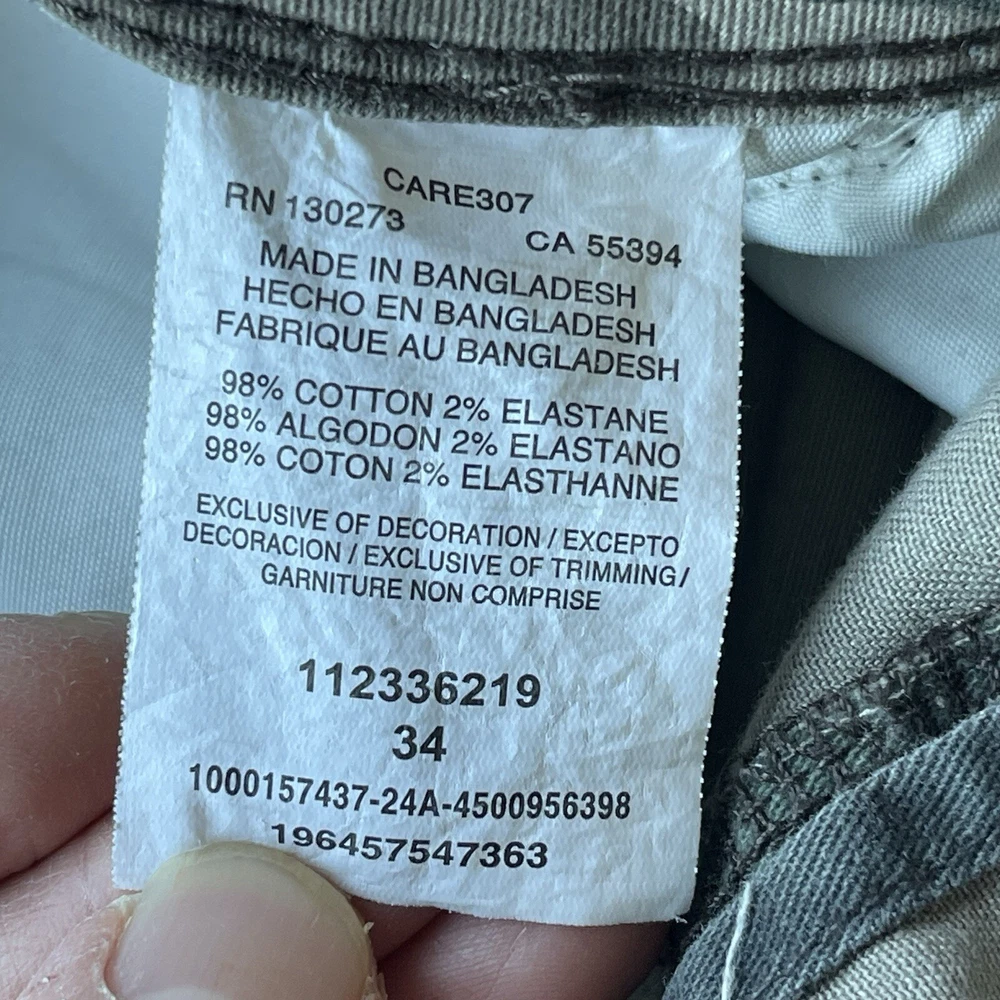 CARE307
RN 130273
CA 55394
MADE IN BANGLADESH
HECHO EN BANGLADESH
FABRIQUE AU BANGLADESH
98% COTTON 2% ELASTANE
98% ALGODON 2% ELASTANO
98% COTON 2% ELASTHANNE
EXCLUSIVE OF DECORATION / EXCEPTO
DECORACION / EXCLUSIVE OF TRIMMING/
GARNITURE NON COMPRISE
112336219
34
1000157437-24A-4500956398
196457547363